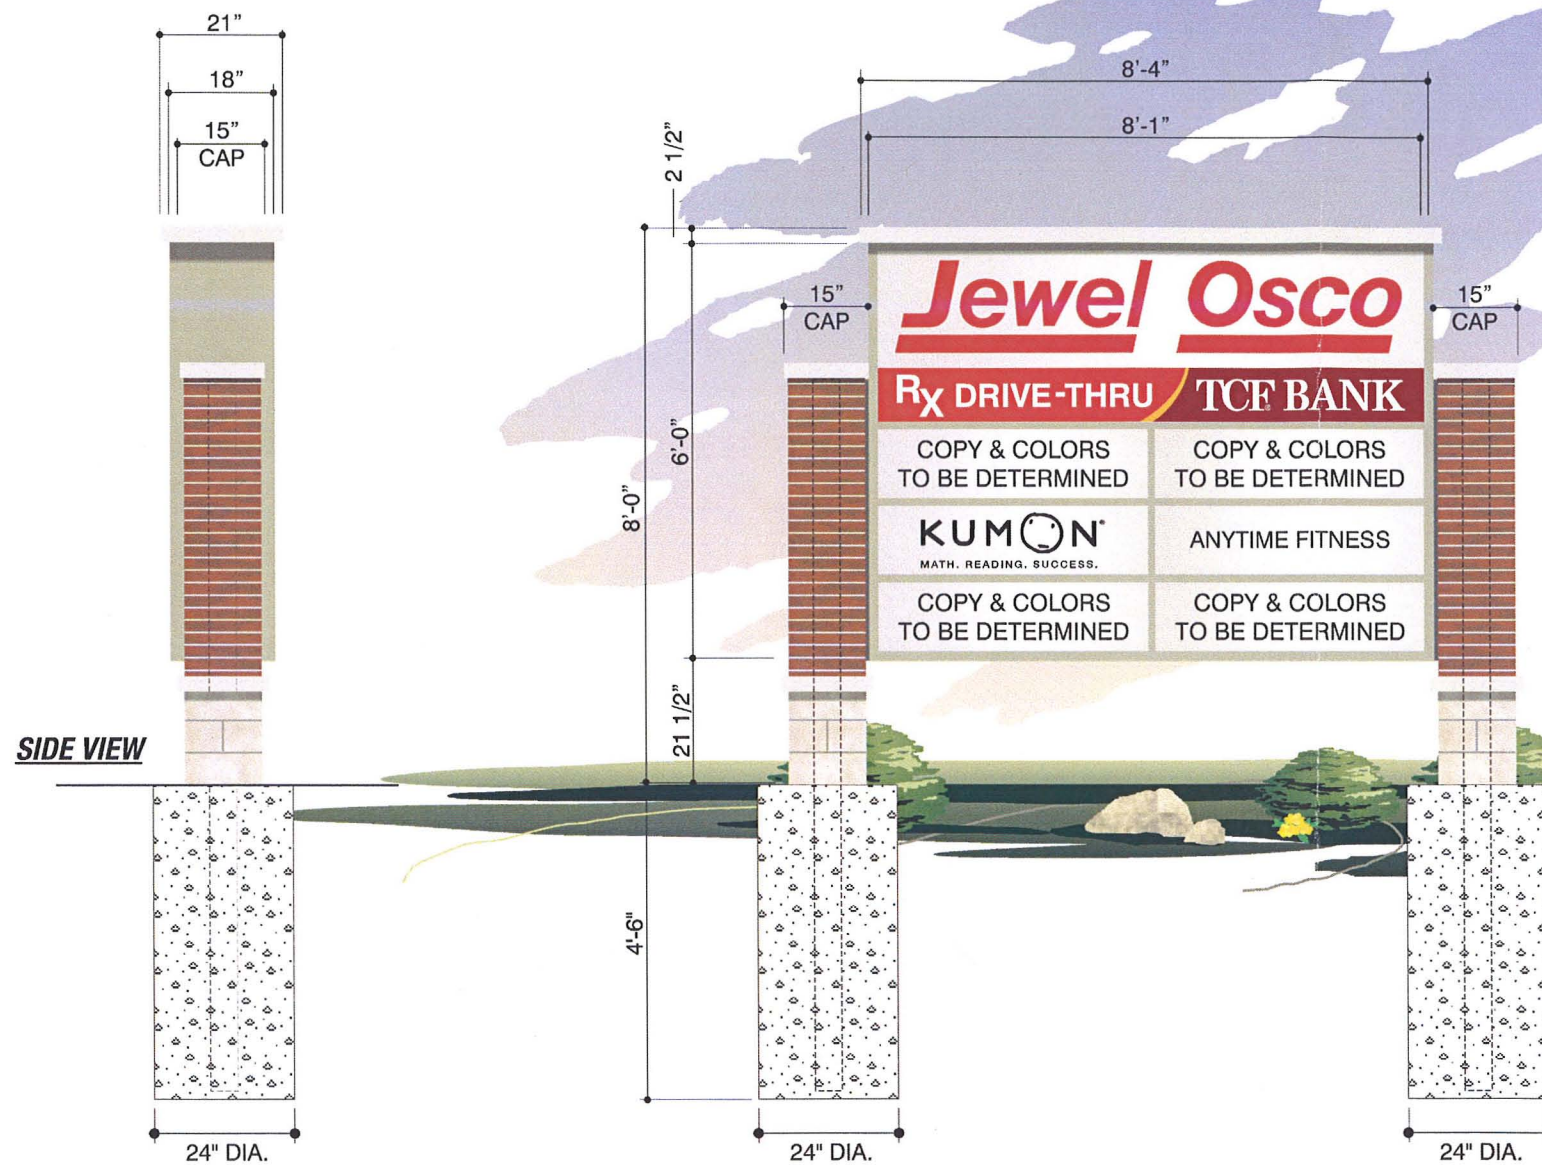 21”
18”
15”
CAP
SIDE VIEW
24" DIA.
8’-4”
8’-1”
2 1/2”
15”
CAP
15”
CAP
6’-0”
8’-0”
21 1/2”
4’-6"
Jewel Osco
RX DRIVE-THRU
TCF BANK
COPY & COLORS
TO BE DETERMINED
COPY & COLORS
TO BE DETERMINED
KUMON®
MATH. READING. SUCCESS.
ANYTIME FITNESS
COPY & COLORS
TO BE DETERMINED
COPY & COLORS
TO BE DETERMINED
24" DIA.
24" DIA.